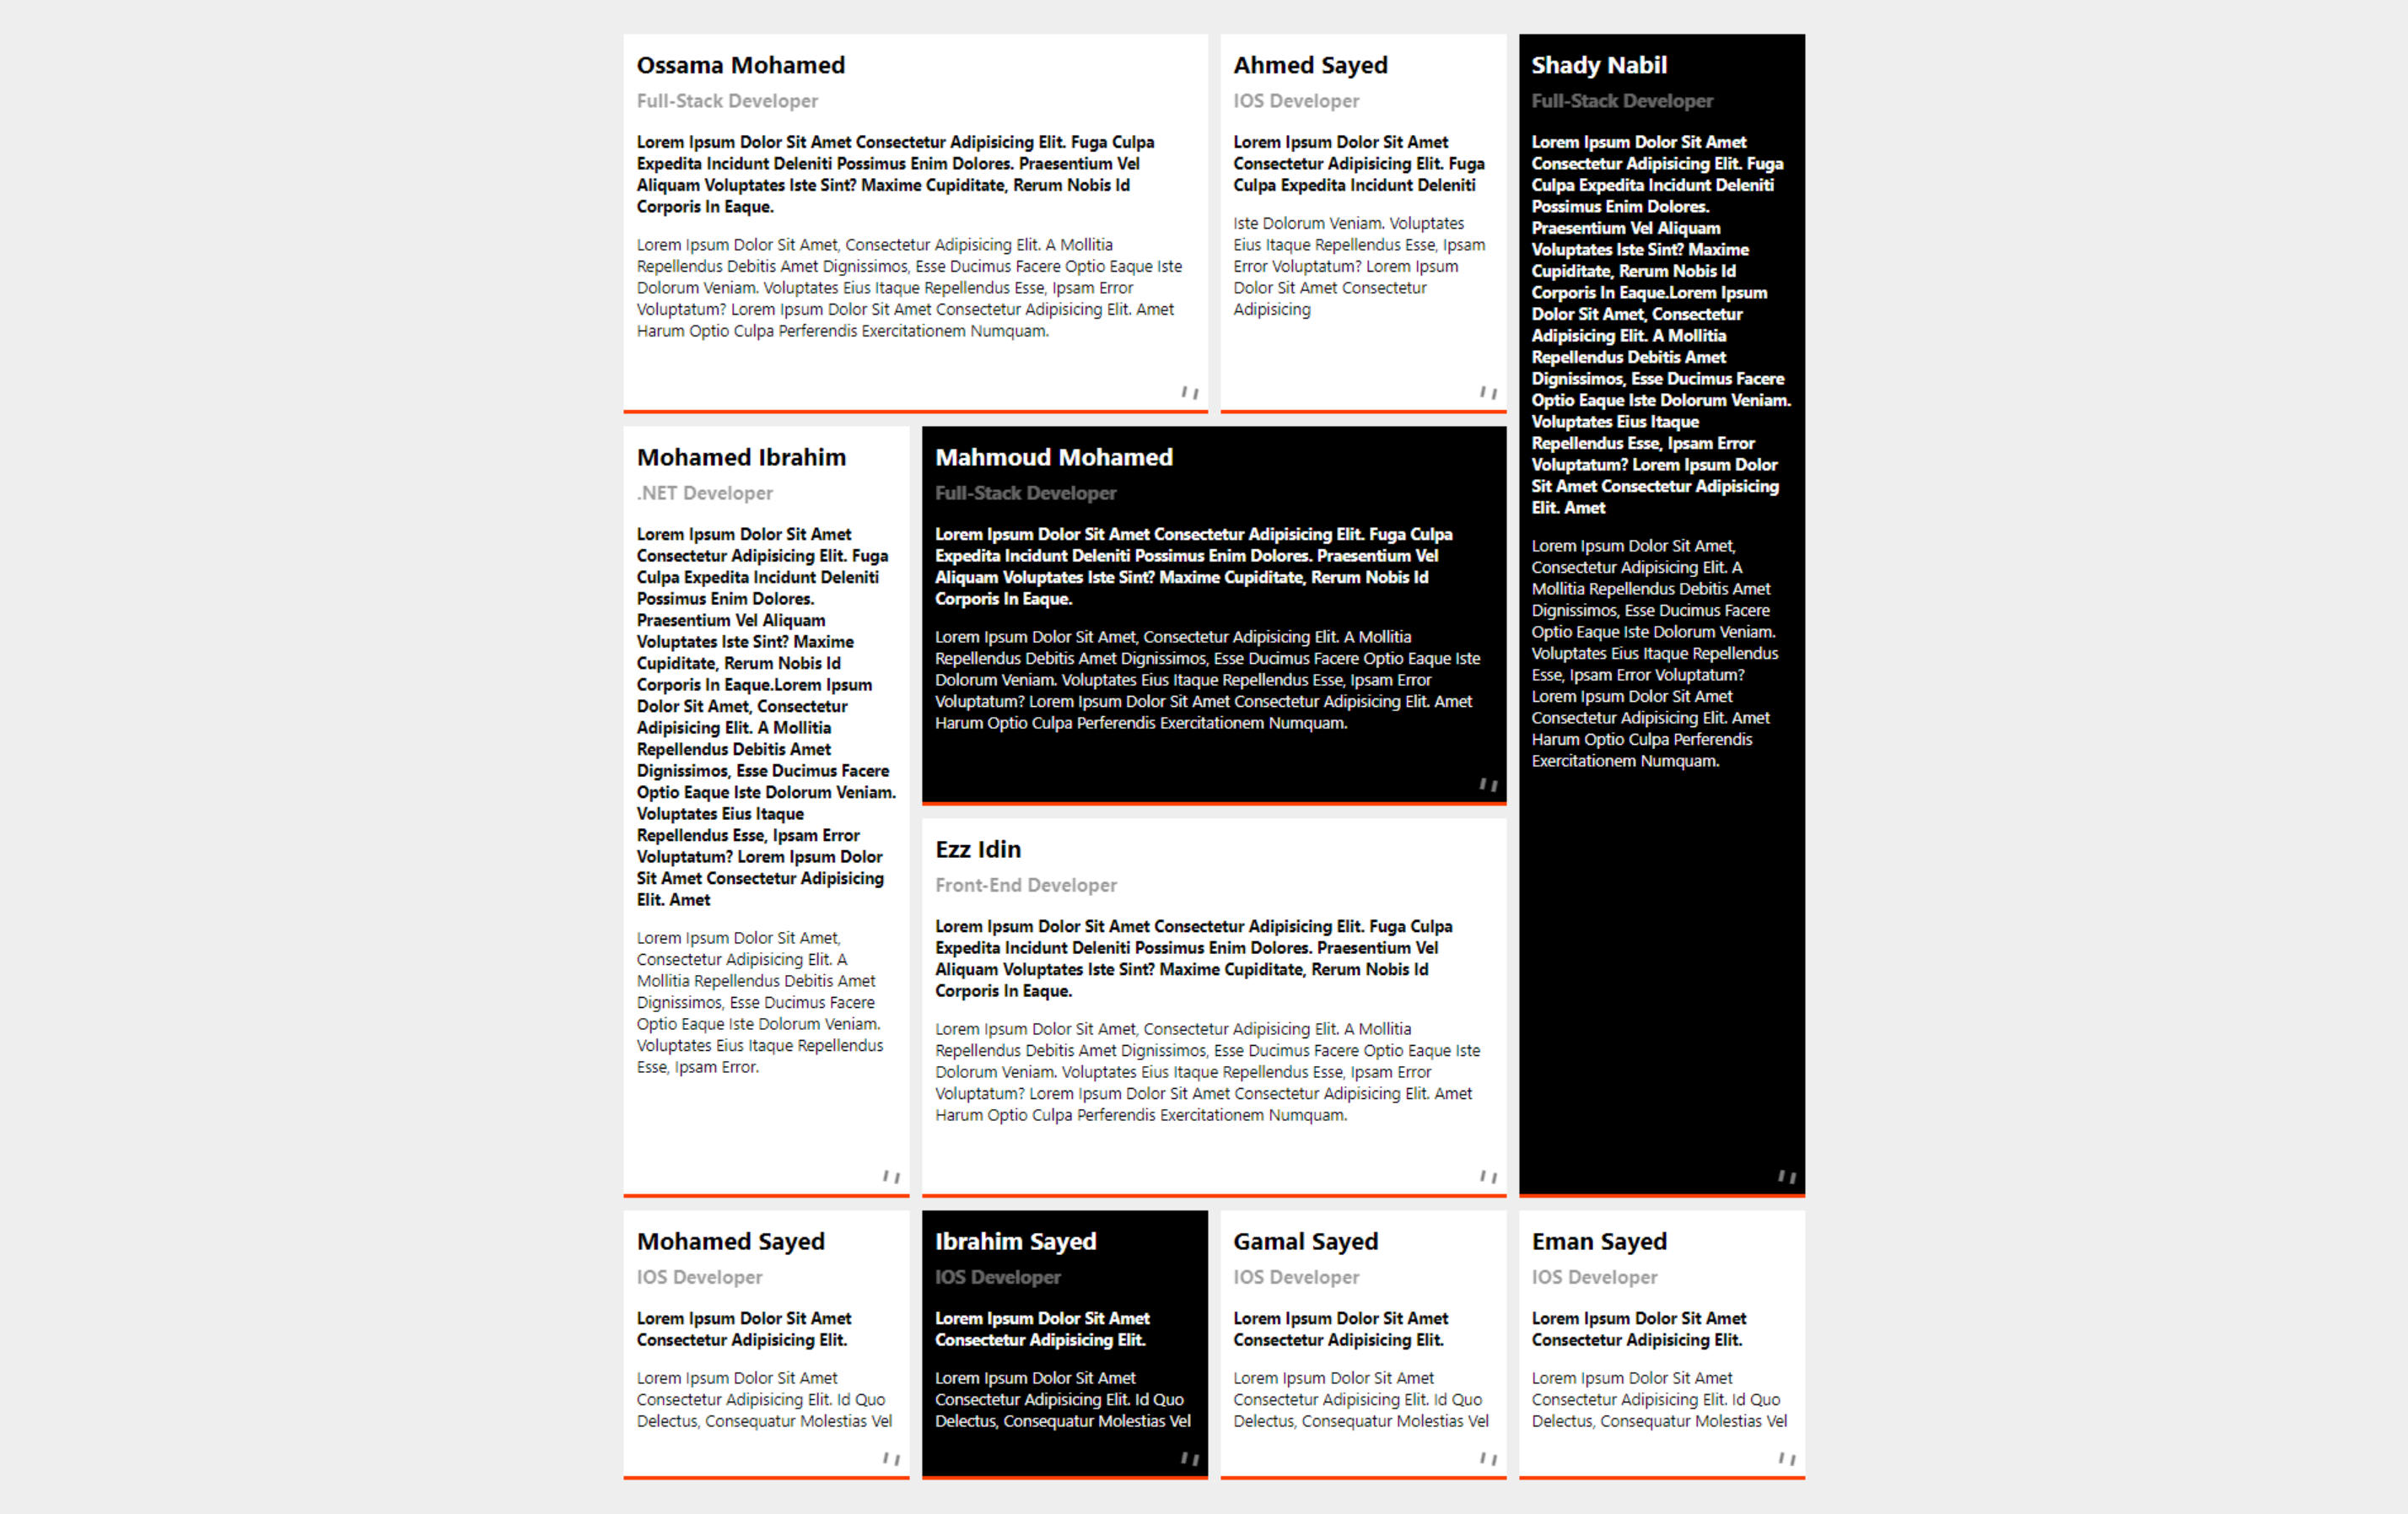 Ossama Mohamed
Full-Stack Developer
Lorem Ipsum Dolor Sit Amet Consectetur Adipisicing Elit. Fuga Culpa
Expedita Incidunt Deleniti Possimus Enim Dolores. Praesentium Vel
Aliquam Voluptates Iste Sint? Maxime Cupiditate, Rerum Nobis Id
Corporis In Eaque.
Lorem Ipsum Dolor Sit Amet, Consectetur Adipisicing Elit. A Mollitia
Repellendus Debitis Amet Dignissimos, Esse Ducimus Facere Optio Eaque Iste
Dolorum Veniam. Voluptates Eius Itaque Repellendus Esse, Ipsam Error
Voluptatum? Lorem Ipsum Dolor Sit Amet Consectetur Adipisicing Elit. Amet
Harum Optio Culpa Perferendis Exercitationem Numquam.
"
Ahmed Sayed
IOS Developer
Lorem Ipsum Dolor Sit Amet
Consectetur Adipisicing Elit. Fuga
Culpa Expedita Incidunt Deleniti
Iste Dolorum Veniam. Voluptates
Eius Itaque Repellendus Esse, Ipsam
Error Voluptatum? Lorem Ipsum
Dolor Sit Amet Consectetur
Adipisicing
"
Shady Nabil
Full-Stack Developer
Lorem Ipsum Dolor Sit Amet
Consectetur Adipisicing Elit. Fuga
Culpa Expedita Incidunt Deleniti
Possimus Enim Dolores.
Praesentium Vel Aliquam
Voluptates Iste Sint? Maxime
Cupiditate, Rerum Nobis Id
Corporis In Eaque.Lorem Ipsum
Dolor Sit Amet, Consectetur
Adipisicing Elit. A Mollitia
Repellendus Debitis Amet
Dignissimos, Esse Ducimus Facere
Optio Eaque Iste Dolorum Veniam.
Voluptates Eius Itaque
Repellendus Esse, Ipsam Error
Voluptatum? Lorem Ipsum Dolor
Sit Amet Consectetur Adipisicing
Elit. Amet
Lorem Ipsum Dolor Sit Amet,
Consectetur Adipisicing Elit. A
Mollitia Repellendus Debitis Amet
Dignissimos, Esse Ducimus Facere
Optio Eaque Iste Dolorum Veniam.
Voluptates Eius Itaque Repellendus
Esse, Ipsam Error Voluptatum?
Lorem Ipsum Dolor Sit Amet
Consectetur Adipisicing Elit. Amet
Harum Optio Culpa Perferendis
Exercitationem Numquam.
"
Mohamed Ibrahim
.NET Developer
Lorem Ipsum Dolor Sit Amet
Consectetur Adipisicing Elit. Fuga
Culpa Expedita Incidunt Deleniti
Possimus Enim Dolores.
Praesentium Vel Aliquam
Voluptates Iste Sint? Maxime
Cupiditate, Rerum Nobis Id
Corporis In Eaque.Lorem Ipsum
Dolor Sit Amet, Consectetur
Adipisicing Elit. A Mollitia
Repellendus Debitis Amet
Dignissimos, Esse Ducimus Facere
Optio Eaque Iste Dolorum Veniam.
Voluptates Eius Itaque
Repellendus Esse, Ipsam Error
Voluptatum? Lorem Ipsum Dolor
Sit Amet Consectetur Adipisicing
Elit. Amet
Lorem Ipsum Dolor Sit Amet,
Consectetur Adipisicing Elit. A
Mollitia Repellendus Debitis Amet
Dignissimos, Esse Ducimus Facere
Optio Eaque Iste Dolorum Veniam.
Voluptates Eius Itaque Repellendus
Esse, Ipsam Error.
"
Mahmoud Mohamed
Full-Stack Developer
Lorem Ipsum Dolor Sit Amet Consectetur Adipisicing Elit. Fuga Culpa
Expedita Incidunt Deleniti Possimus Enim Dolores. Praesentium Vel
Aliquam Voluptates Iste Sint? Maxime Cupiditate, Rerum Nobis Id
Corporis In Eaque.
Lorem Ipsum Dolor Sit Amet, Consectetur Adipisicing Elit. A Mollitia
Repellendus Debitis Amet Dignissimos, Esse Ducimus Facere Optio Eaque Iste
Dolorum Veniam. Voluptates Eius Itaque Repellendus Esse, Ipsam Error
Voluptatum? Lorem Ipsum Dolor Sit Amet Consectetur Adipisicing Elit. Amet
Harum Optio Culpa Perferendis Exercitationem Numquam.
"
Ezz Idin
Front-End Developer
Lorem Ipsum Dolor Sit Amet Consectetur Adipisicing Elit. Fuga Culpa
Expedita Incidunt Deleniti Possimus Enim Dolores. Praesentium Vel
Aliquam Voluptates Iste Sint? Maxime Cupiditate, Rerum Nobis Id
Corporis In Eaque.
Lorem Ipsum Dolor Sit Amet, Consectetur Adipisicing Elit. A Mollitia
Repellendus Debitis Amet Dignissimos, Esse Ducimus Facere Optio Eaque Iste
Dolorum Veniam. Voluptates Eius Itaque Repellendus Esse, Ipsam Error
Voluptatum? Lorem Ipsum Dolor Sit Amet Consectetur Adipisicing Elit. Amet
Harum Optio Culpa Perferendis Exercitationem Numquam.
"
Mohamed Sayed
IOS Developer
Lorem Ipsum Dolor Sit Amet
Consectetur Adipisicing Elit.
Lorem Ipsum Dolor Sit Amet
Consectetur Adipisicing Elit. Id Quo
Delectus, Consequatur Molestias Vel
"
Ibrahim Sayed
IOS Developer
Lorem Ipsum Dolor Sit Amet
Consectetur Adipisicing Elit.
Lorem Ipsum Dolor Sit Amet
Consectetur Adipisicing Elit. Id Quo
Delectus, Consequatur Molestias Vel
"
Gamal Sayed
IOS Developer
Lorem Ipsum Dolor Sit Amet
Consectetur Adipisicing Elit.
Lorem Ipsum Dolor Sit Amet
Consectetur Adipisicing Elit. Id Quo
Delectus, Consequatur Molestias Vel
"
Eman Sayed
IOS Developer
Lorem Ipsum Dolor Sit Amet
Consectetur Adipisicing Elit.
Lorem Ipsum Dolor Sit Amet
Consectetur Adipisicing Elit. Id Quo
Delectus, Consequatur Molestias Vel
"